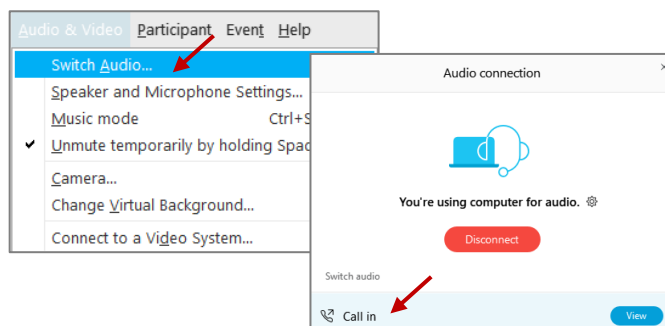 Audio & Video Participant Event Help
Switch Audio...
Speaker and Microphone Settings...
Music mode Ctrl+S
Unmute temporarily by holding Spac
Camera...
Change Virtual Background...
Connect to a Video System...
Audio connection
You're using computer for audio.
Disconnect
Switch audio
Call in View